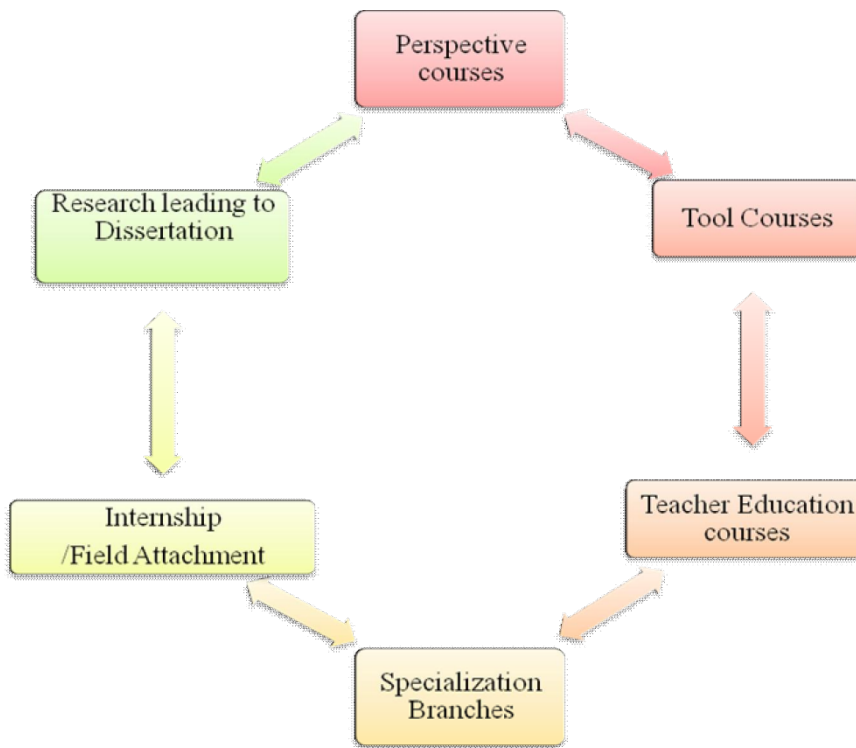 Perspective
courses
Tool Courses
Teacher Education
courses
Specialization
Branches
Internship
/Field Attachment
Research leading to
Dissertation